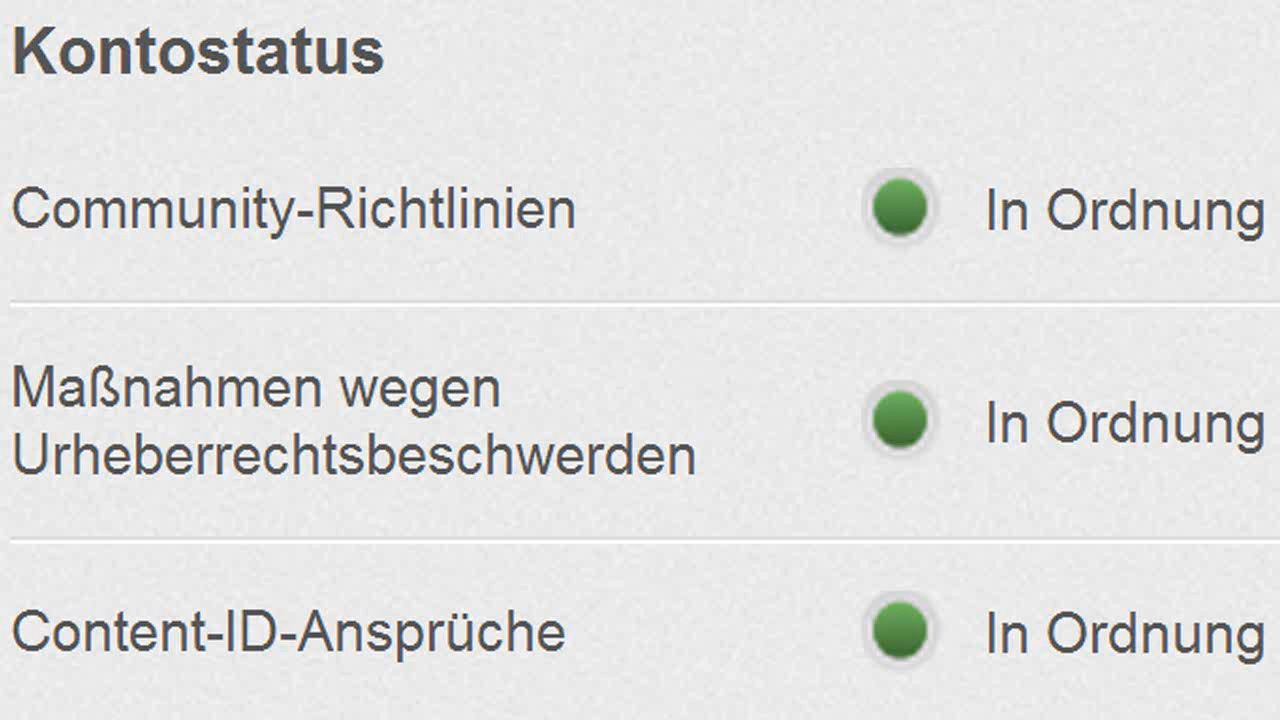 Kontostatus
Community-Richtlinien In Ordnung
Maßnahmen wegen
Urheberrechtsbeschwerden In Ordnung
Content-ID-Ansprüche In Ordnung